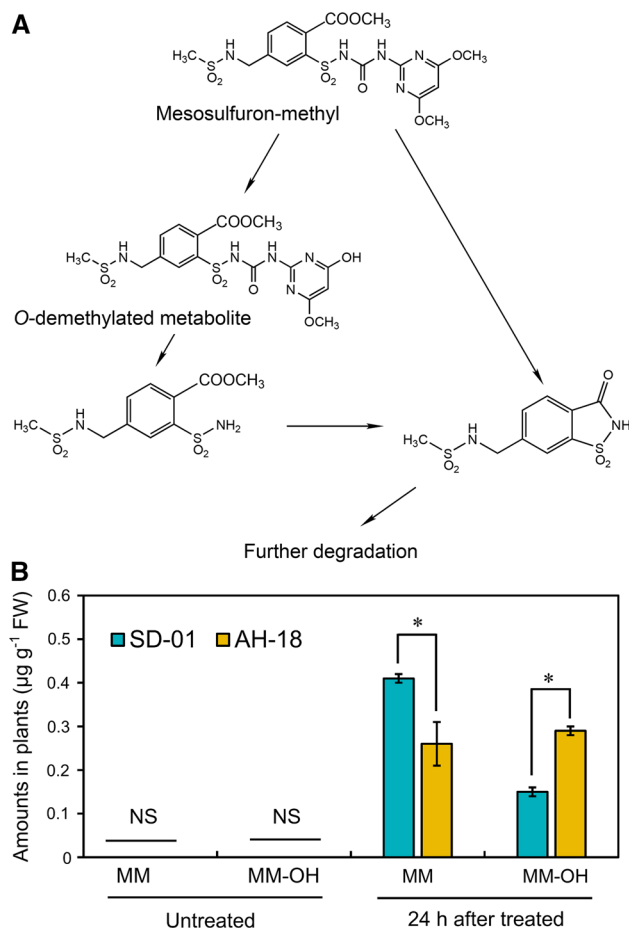 A
COOCH₃
H₃C
H
N
S
O₂
S
O₂
H
N
O
H
N
N
N
OCH₃
OCH₃
Mesosulfuron-methyl
COOCH₃
H₃C
H
N
S
O₂
S
O₂
H
N
O
H
N
N
N
OH
OCH₃
O-demethylated metabolite
COOCH₃
H₃C
H
N
S
O₂
S
O₂
NH₂
O
NH
S
O₂
H₃C
H
N
S
O₂
Further degradation
B
Amounts in plants (µg g⁻¹ FW)
0.6
0.5
0.4
0.3
0.2
0.1
0
SD-01 AH-18
NS NS * *
MM MM-OH MM MM-OH
Untreated 24 h after treated